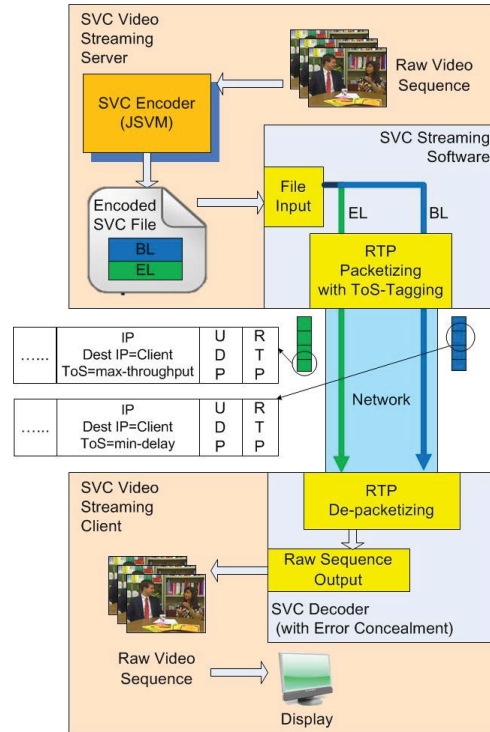 SVC Video
Streaming
Server
Raw Video
Sequence
SVC Encoder
(JSVM)
SVC Streaming
Software
File
Input
Encoded
SVC File
BL
EL
EL
BL
RTP
Packetizing
with ToS-Tagging
...... IP U R
Dest IP=Client D T
ToS=max-throughput P P
Network
...... IP U R
Dest IP=Client D T
ToS=min-delay P P
SVC Video
Streaming
Client
RTP
De-packetizing
Raw Sequence
Output
SVC Decoder
(with Error Concealment)
Raw Video
Sequence
Display